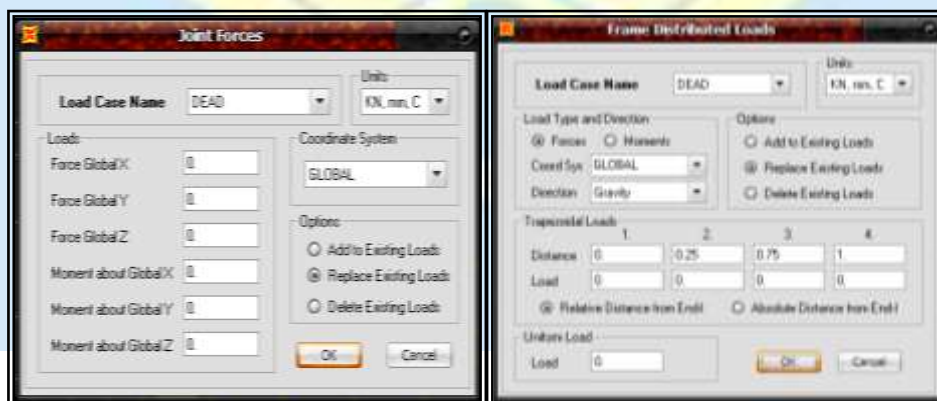 Joint Forces
Units
Load Case Name DEAD KN, mm, C
Loads
Force Global X 0.
Force Global Y 0.
Force Global Z 0.
Moment about Global X 0.
Moment about Global Y 0.
Moment about Global Z 0.
Coordinate System
GLOBAL
Options
Add to Existing Loads
Replace Existing Loads
Delete Existing Loads
OK Cancel
Frame Distributed Loads
Units
Load Case Name DEAD KN, mm, C
Load Type and Direction
Forces Moments
Coord Sys GLOBAL
Direction Gravity
Options
Add to Existing Loads
Replace Existing Loads
Delete Existing Loads
Trapezoidal Loads
1. 2. 3. 4.
Distance 0. 0.25 0.75 1.
Load 0. 0. 0. 0.
Relative Distance from End-I Absolute Distance from End-I
Uniform Load
Load 0.
OK Cancel